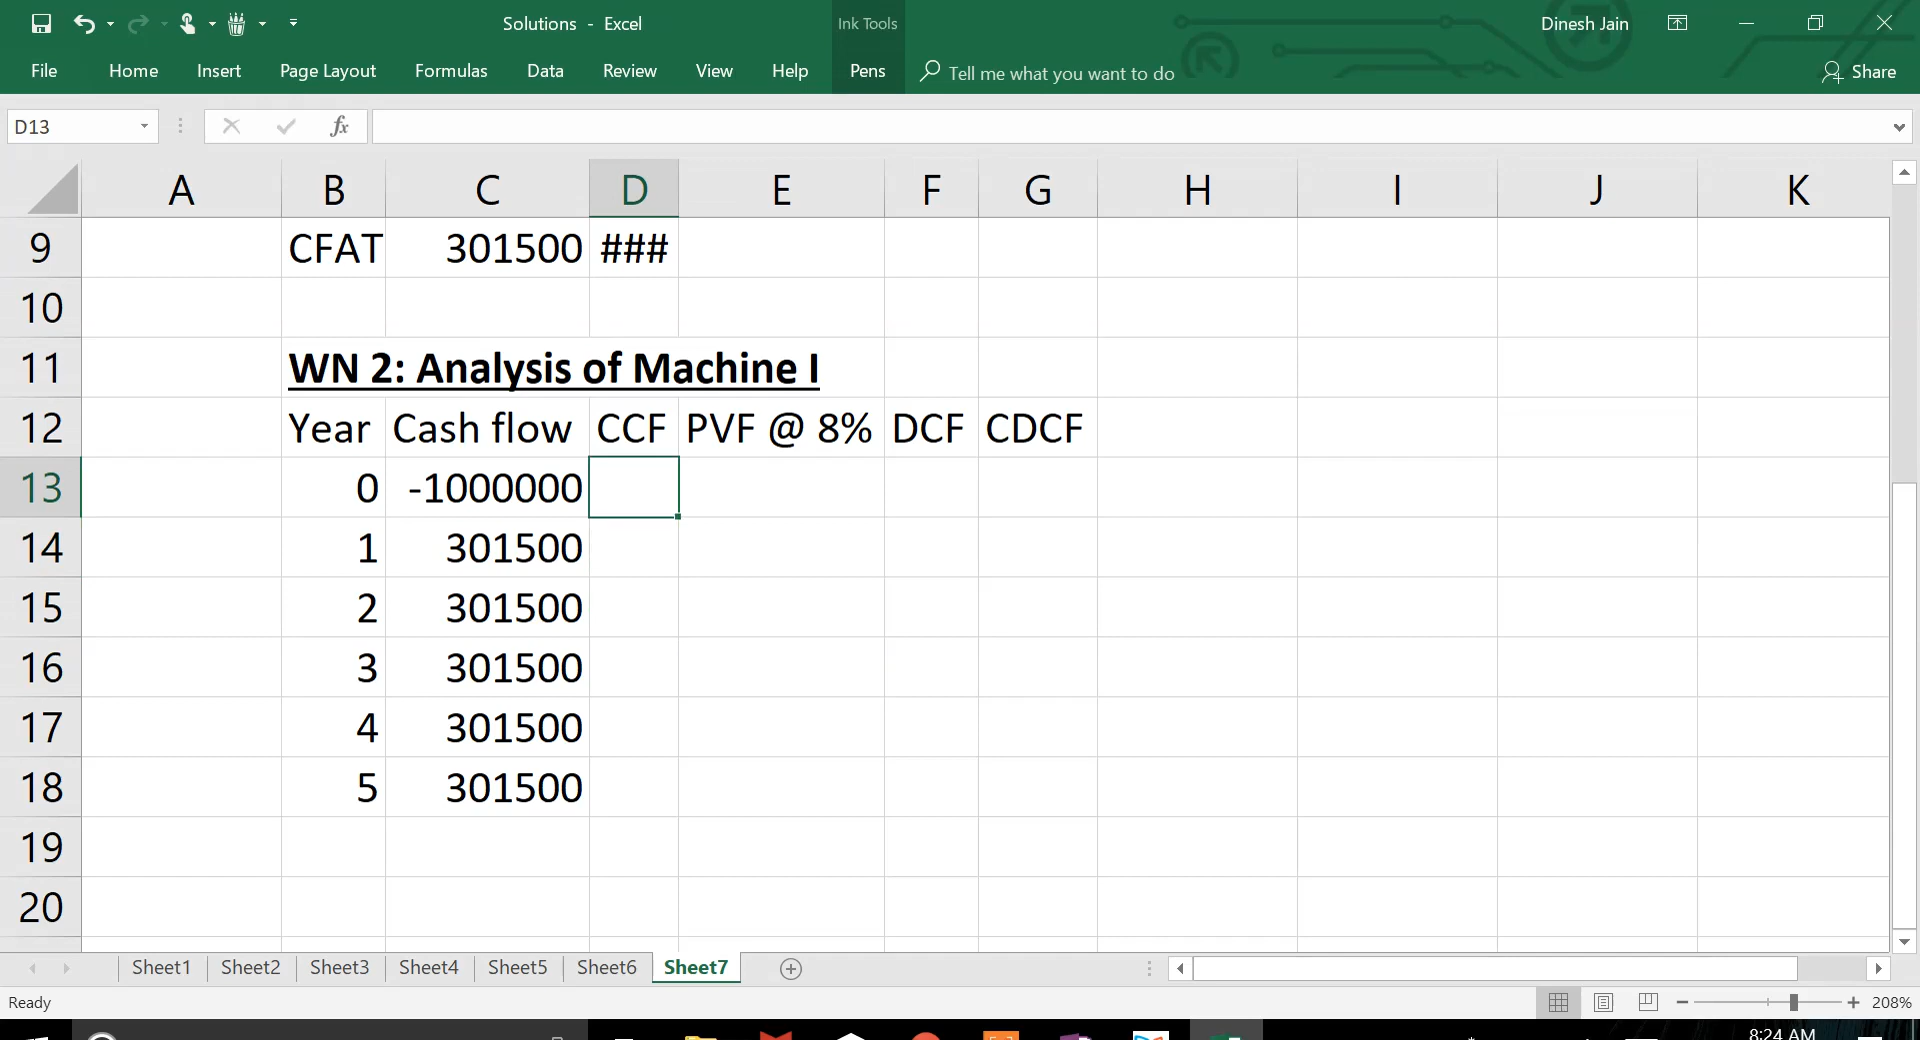 Solutions - Excel
Ink Tools
Dinesh Jain
File Home Insert Page Layout Formulas Data Review View Help Pens Tell me what you want to do Share
D13 fx
A B C D E F G H I J K
9 CFAT 301500 ###
10
11 WN 2: Analysis of Machine I
12 Year Cash flow CCF PVF @ 8% DCF CDCF
13 0 -1000000
14 1 301500
15 2 301500
16 3 301500
17 4 301500
18 5 301500
19
20
Sheet1 Sheet2 Sheet3 Sheet4 Sheet5 Sheet6 Sheet7
Ready 208%
8:24 AM